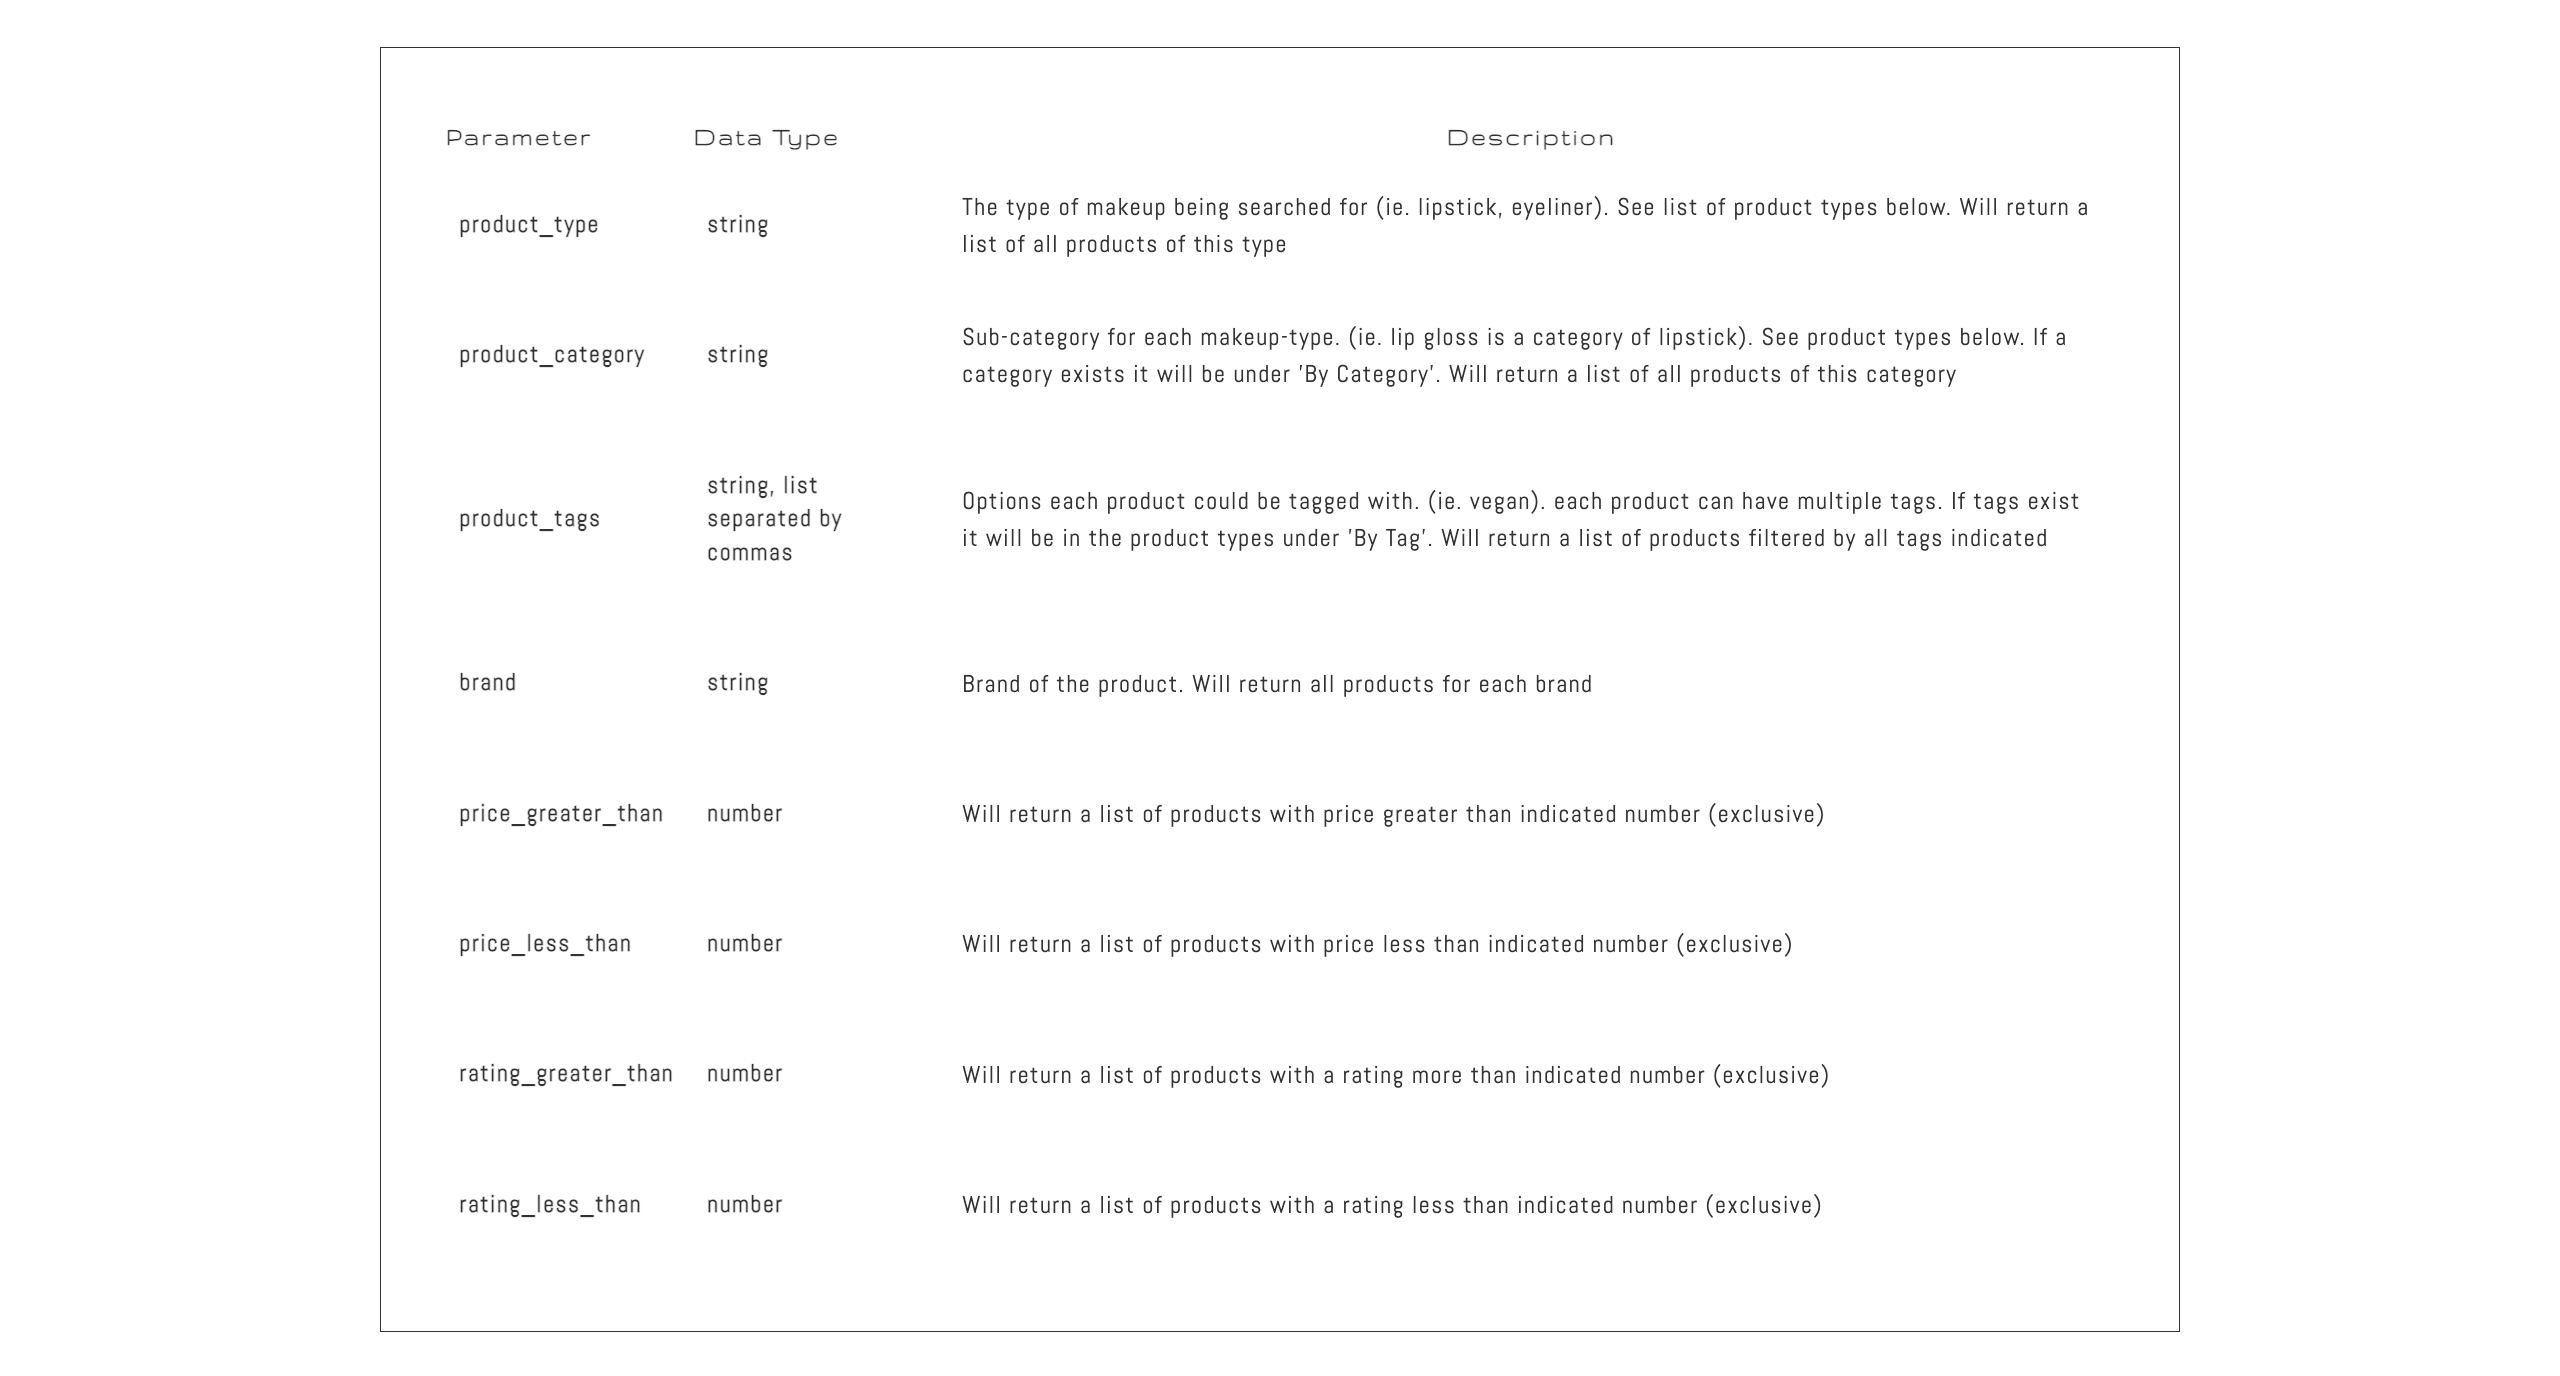 Parameter Data Type Description
product_type string The type of makeup being searched for (ie. lipstick, eyeliner). See list of product types below. Will return a
list of all products of this type
product_category string Sub-category for each makeup-type. (ie. lip gloss is a category of lipstick). See product types below. If a
category exists it will be under 'By Category'. Will return a list of all products of this category
product_tags string, list
separated by
commas
Options each product could be tagged with. (ie. vegan). each product can have multiple tags. If tags exist
it will be in the product types under 'By Tag'. Will return a list of products filtered by all tags indicated
brand string Brand of the product. Will return all products for each brand
price_greater_than number Will return a list of products with price greater than indicated number (exclusive)
price_less_than number Will return a list of products with price less than indicated number (exclusive)
rating_greater_than number Will return a list of products with a rating more than indicated number (exclusive)
rating_less_than number Will return a list of products with a rating less than indicated number (exclusive)